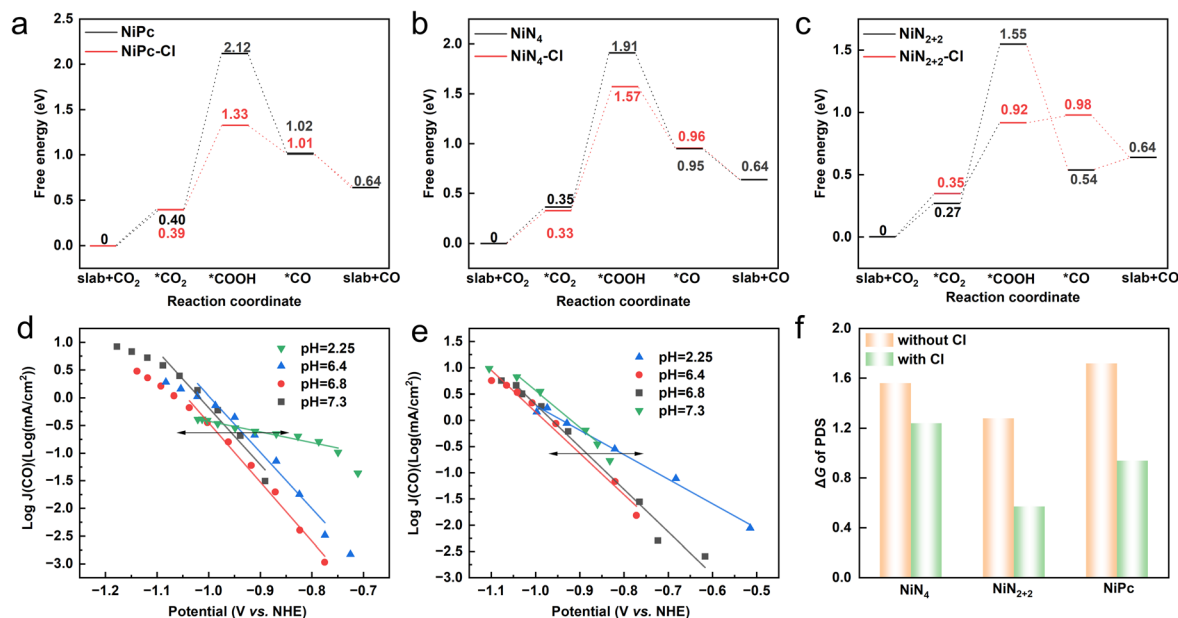 a
NiPc
NiPc-Cl
2.12
1.33
1.02
1.01
0.64
0.40
0.39
0
2.5
2.0
1.5
1.0
0.5
0.0
Free energy (eV)
slab+CO₂ *CO₂ *COOH *CO slab+CO
Reaction coordinate
b
NiN₄
NiN₄-Cl
1.91
1.57
0.96
0.95
0.64
0.35
0.33
0
2.0
1.5
1.0
0.5
0.0
Free energy (eV)
slab+CO₂ *CO₂ *COOH *CO slab+CO
Reaction coordinate
c
NiN₂₊₂
NiN₂₊₂-Cl
1.55
0.92
0.98
0.64
0.54
0.35
0.27
0
1.5
1.0
0.5
0.0
Free energy (eV)
slab+CO₂ *CO₂ *COOH *CO slab+CO
Reaction coordinate
d
pH=2.25
pH=6.4
pH=6.8
pH=7.3
1.0
0.5
0.0
−0.5
−1.0
−1.5
−2.0
−2.5
−3.0
Log J(CO)(Log(mA/cm²))
−1.2 −1.1 −1.0 −0.9 −0.8 −0.7
Potential (V vs. NHE)
e
pH=2.25
pH=6.4
pH=6.8
pH=7.3
1.5
1.0
0.5
0.0
−0.5
−1.0
−1.5
−2.0
−2.5
−3.0
Log J(CO)(Log(mA/cm²))
−1.1 −1.0 −0.9 −0.8 −0.7 −0.6 −0.5
Potential (V vs. NHE)
f
without Cl
with Cl
2.0
1.6
1.2
0.8
0.4
0.0
ΔG of PDS
NiN₄ NiN₂₊₂ NiPc